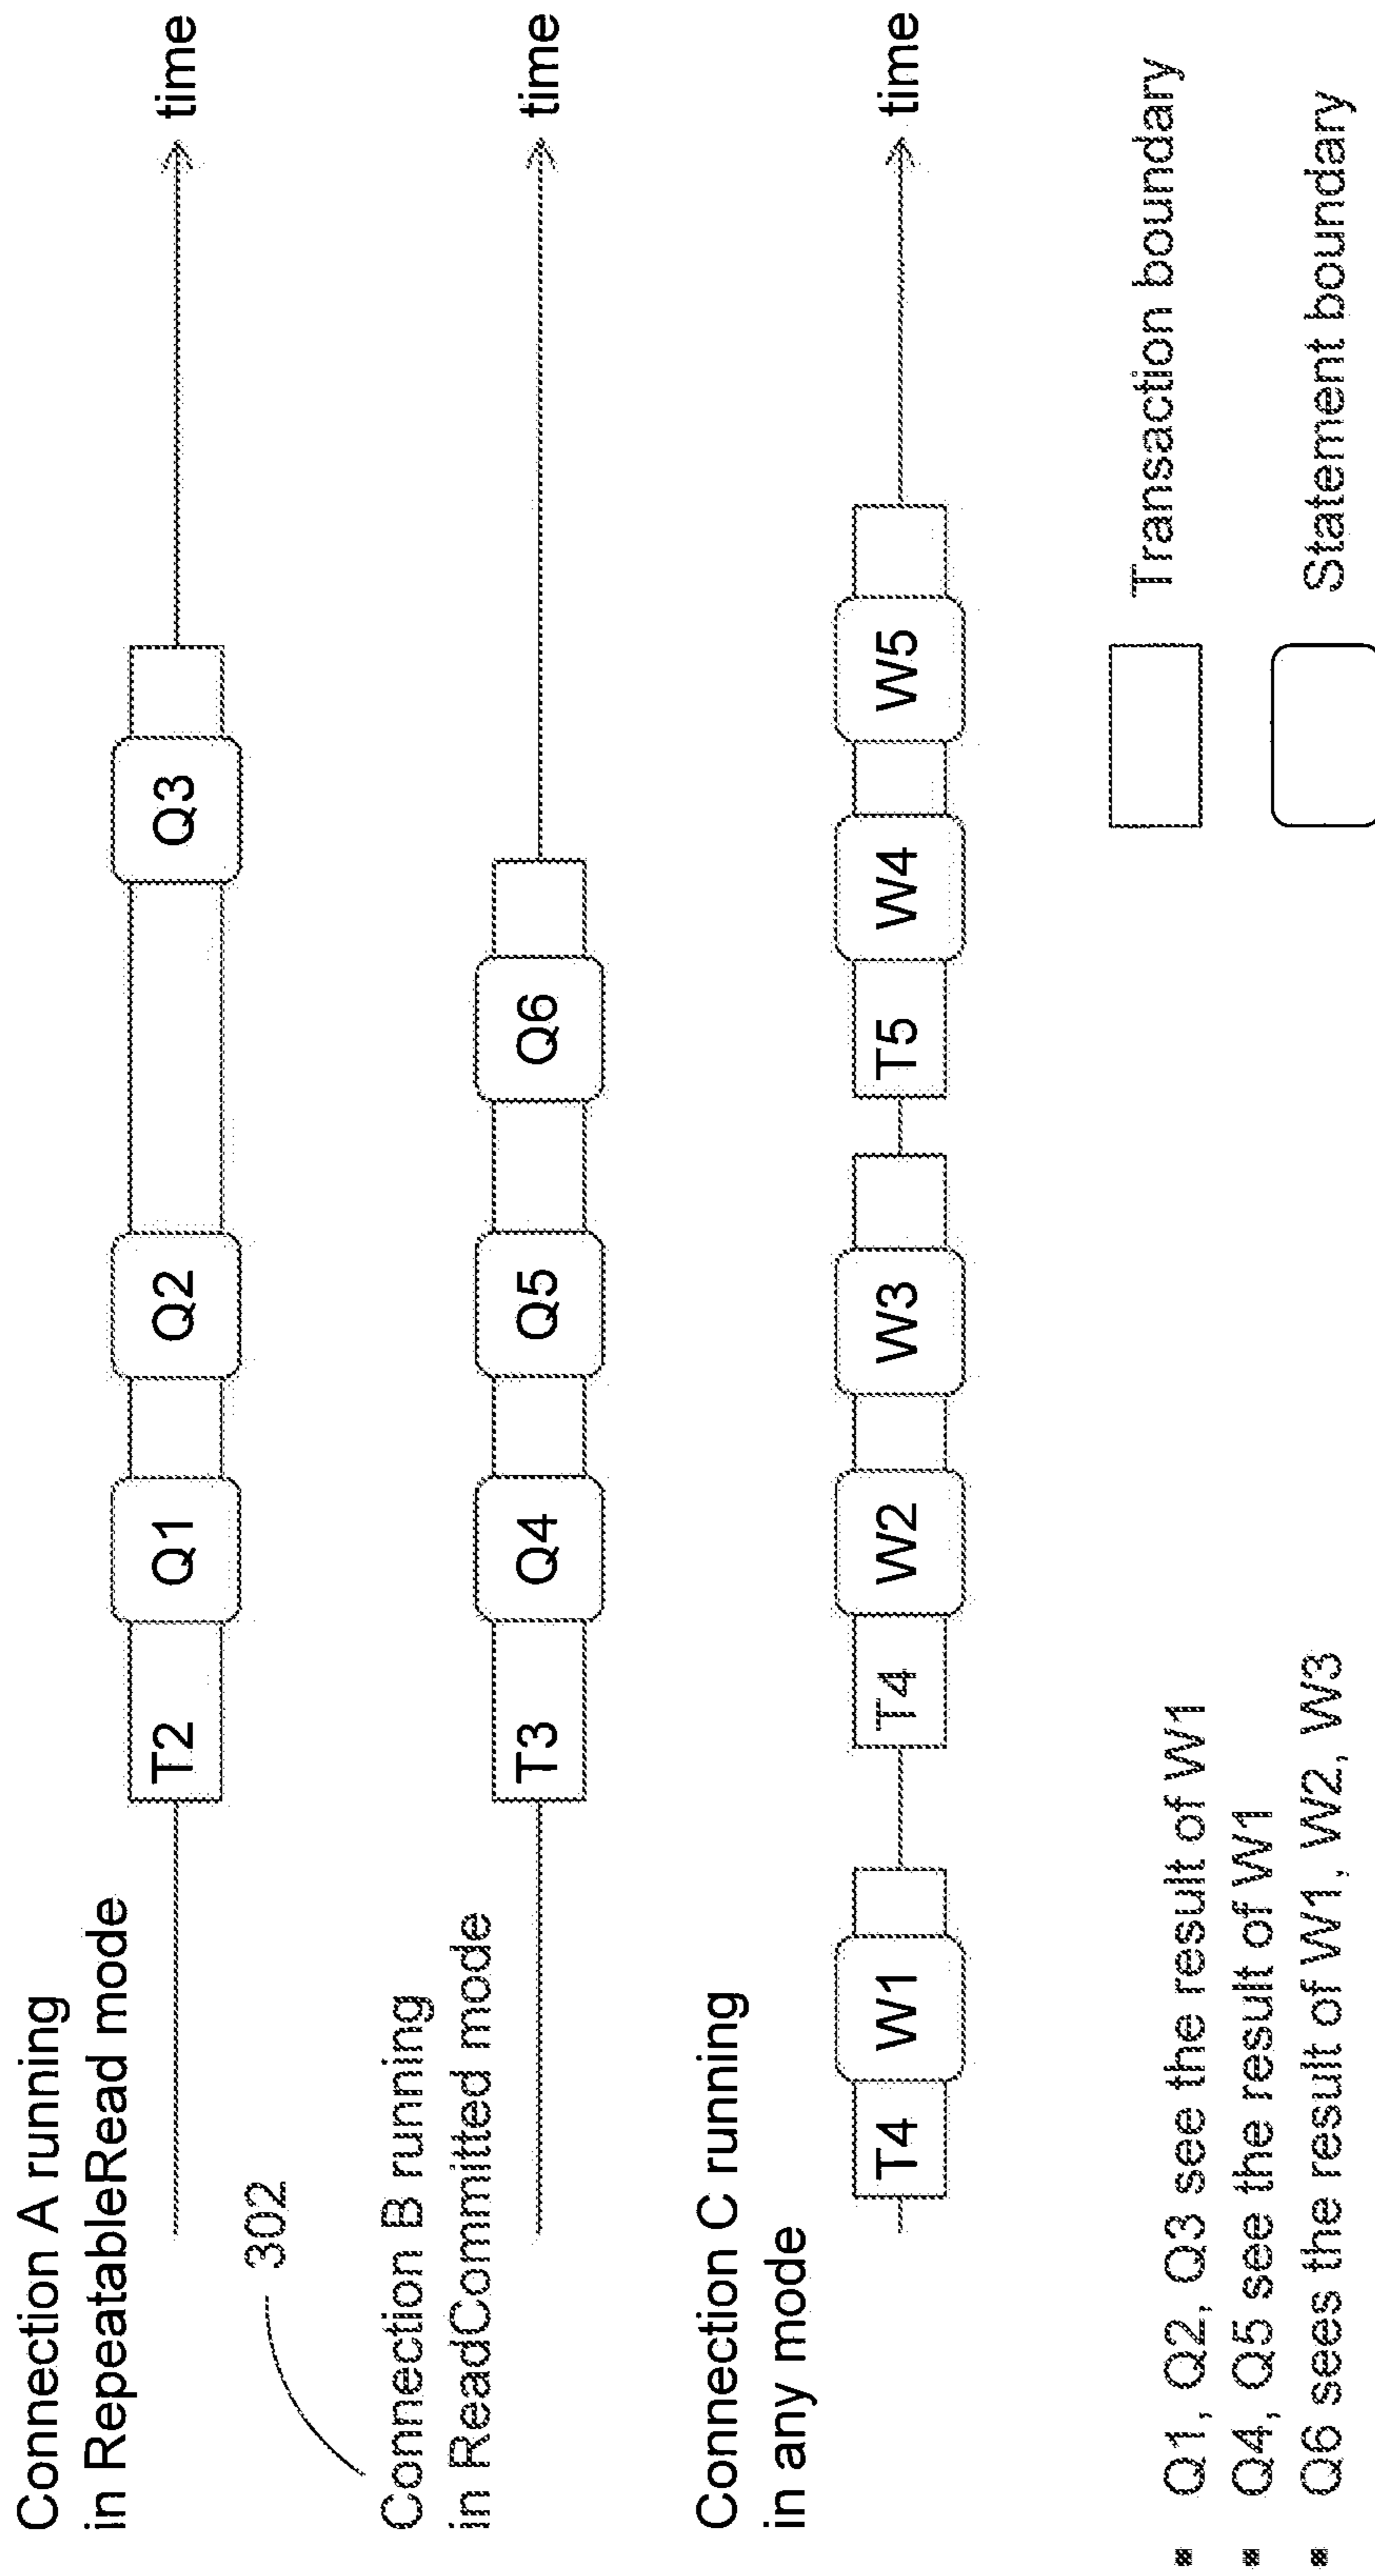 Connection A running
in RepeatableRead mode
T2 Q1 Q2 Q3 time
302
Connection B running
in ReadCommitted mode
T3 Q4 Q5 Q6 time
Connection C running
in any mode
T4 W1 T4 W2 W3 T5 W4 W5 time
▪ Q1, Q2, Q3 see the result of W1
▪ Q4, Q5 see the result of W1
▪ Q6 sees the result of W1, W2, W3
Transaction boundary
Statement boundary